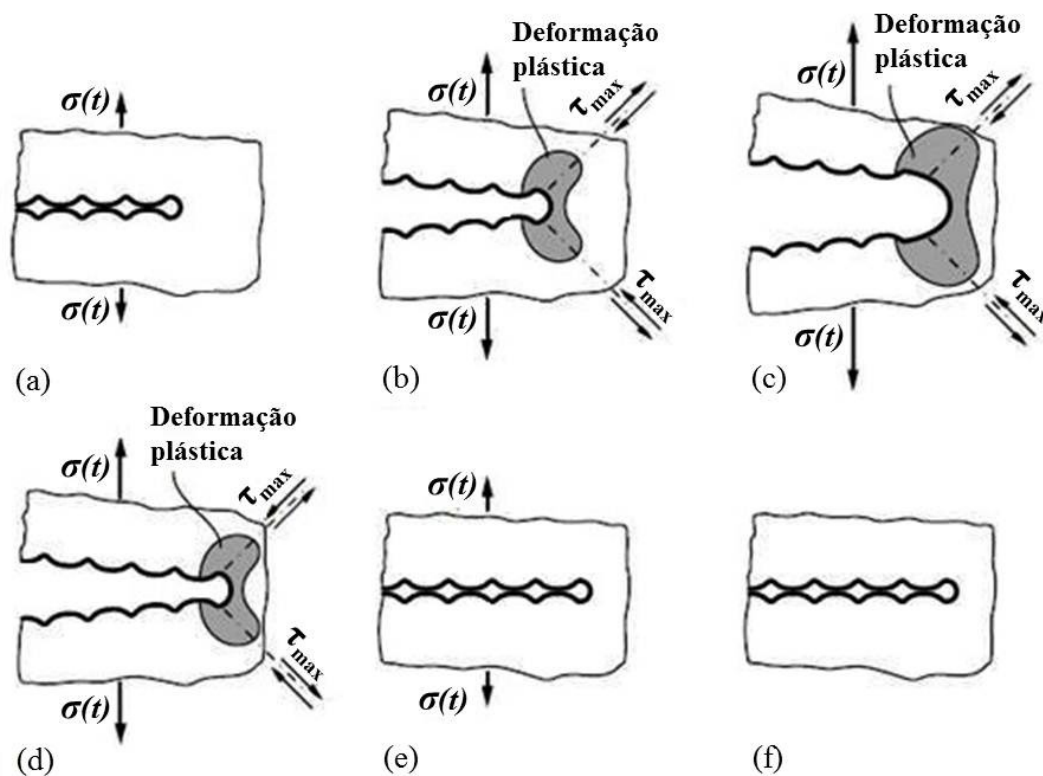 σ(t)
σ(t)
(a)
Deformação
plástica
σ(t)
τmax
τmax
σ(t)
(b)
Deformação
plástica
σ(t)
τmax
τmax
σ(t)
(c)
Deformação
plástica
σ(t)
τmax
τmax
σ(t)
(d)
σ(t)
σ(t)
(e)
(f)